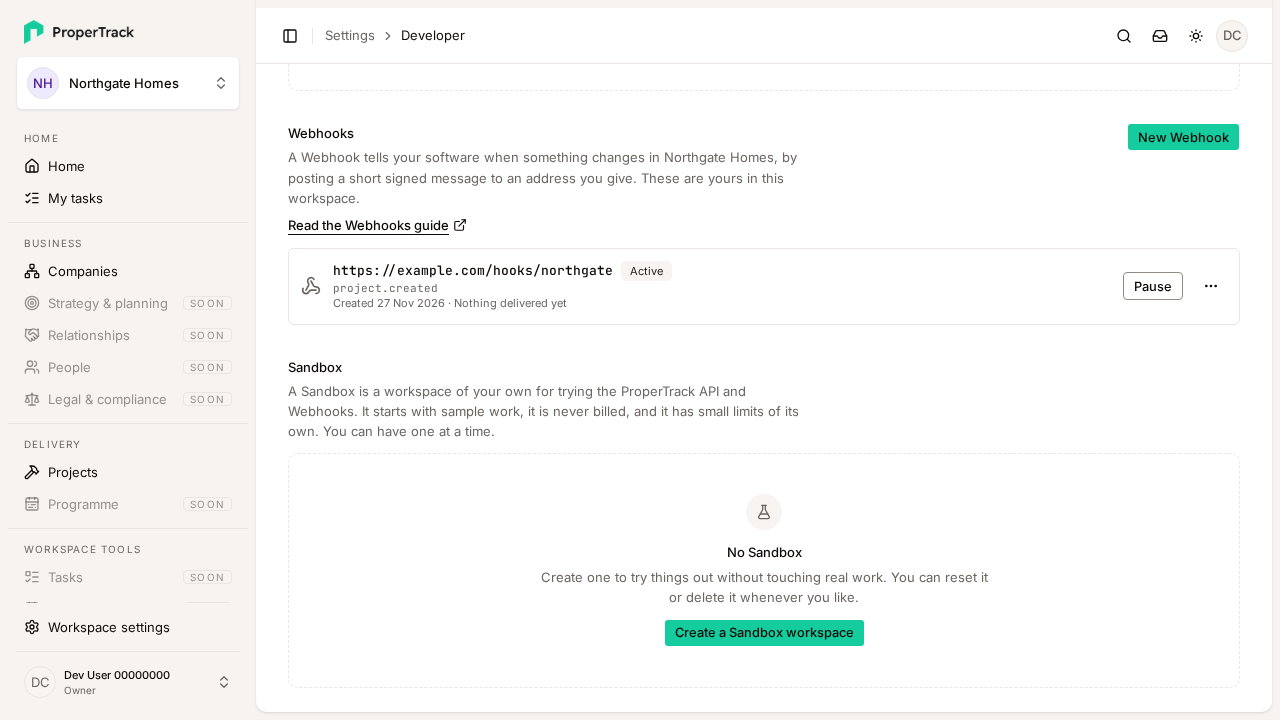 ProperTrack
NH Northgate Homes
HOME
Home
My tasks
BUSINESS
Companies
Strategy & planning SOON
Relationships SOON
People SOON
Legal & compliance SOON
DELIVERY
Projects
Programme SOON
WORKSPACE TOOLS
Tasks SOON
Workspace settings
DC Dev User 00000000
Owner
Settings > Developer
DC
Webhooks
New Webhook
A Webhook tells your software when something changes in Northgate Homes, by
posting a short signed message to an address you give. These are yours in this
workspace.
Read the Webhooks guide
https://example.com/hooks/northgate Active
project.created
Created 27 Nov 2026 · Nothing delivered yet
Pause
Sandbox
A Sandbox is a workspace of your own for trying the ProperTrack API and
Webhooks. It starts with sample work, it is never billed, and it has small limits of its
own. You can have one at a time.
No Sandbox
Create one to try things out without touching real work. You can reset it
or delete it whenever you like.
Create a Sandbox workspace